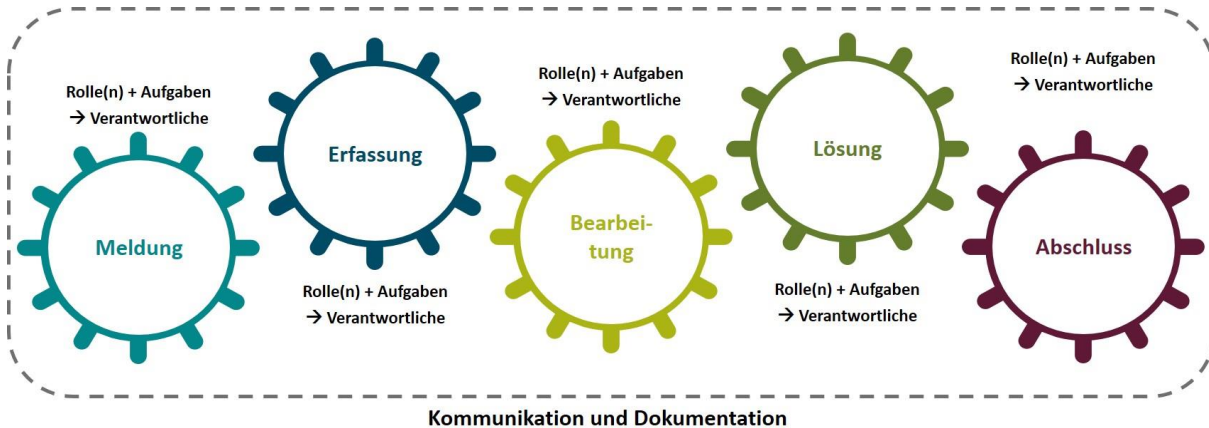 Rolle(n) + Aufgaben
→ Verantwortliche
Meldung
Erfassung
Rolle(n) + Aufgaben
→ Verantwortliche
Rolle(n) + Aufgaben
→ Verantwortliche
Bearbei-
tung
Lösung
Rolle(n) + Aufgaben
→ Verantwortliche
Rolle(n) + Aufgaben
→ Verantwortliche
Abschluss
Kommunikation und Dokumentation